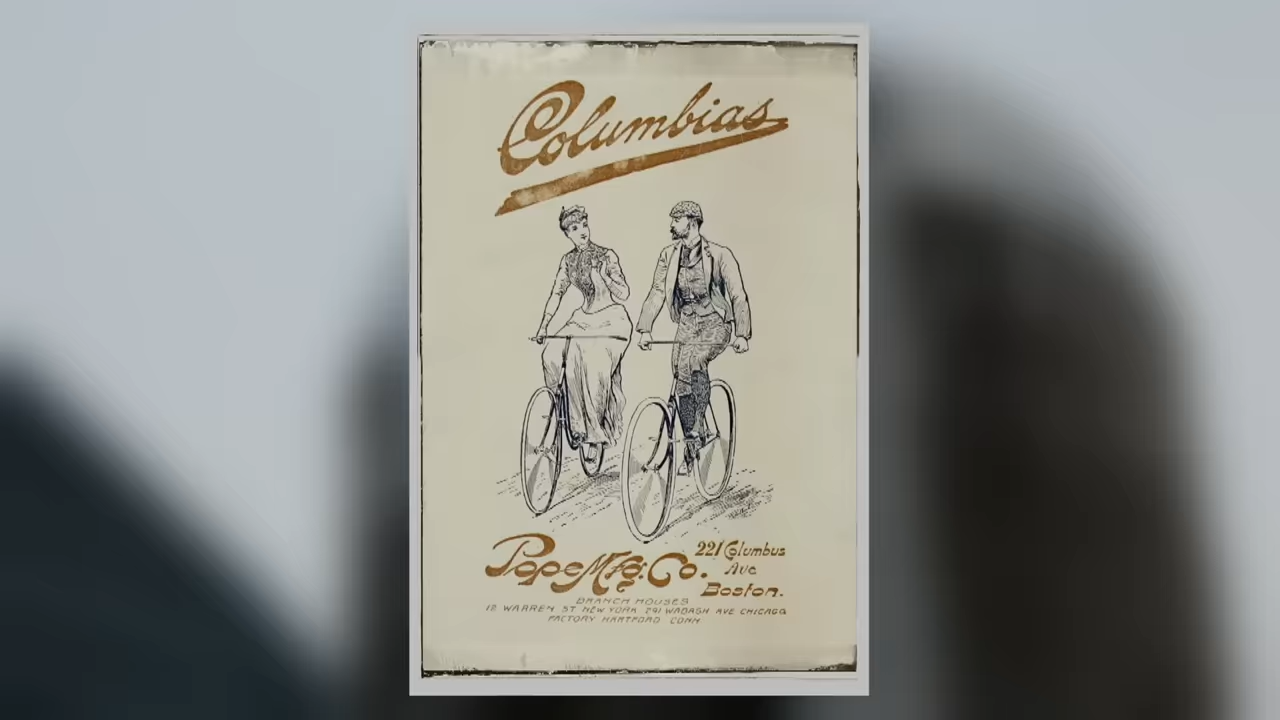 Columbias
Pope Mfg. Co.
221 Columbus
Ave
Boston.
BRANCH HOUSES
12 WARREN ST NEW YORK 291 WABASH AVE CHICAGO
FACTORY HARTFORD CONN